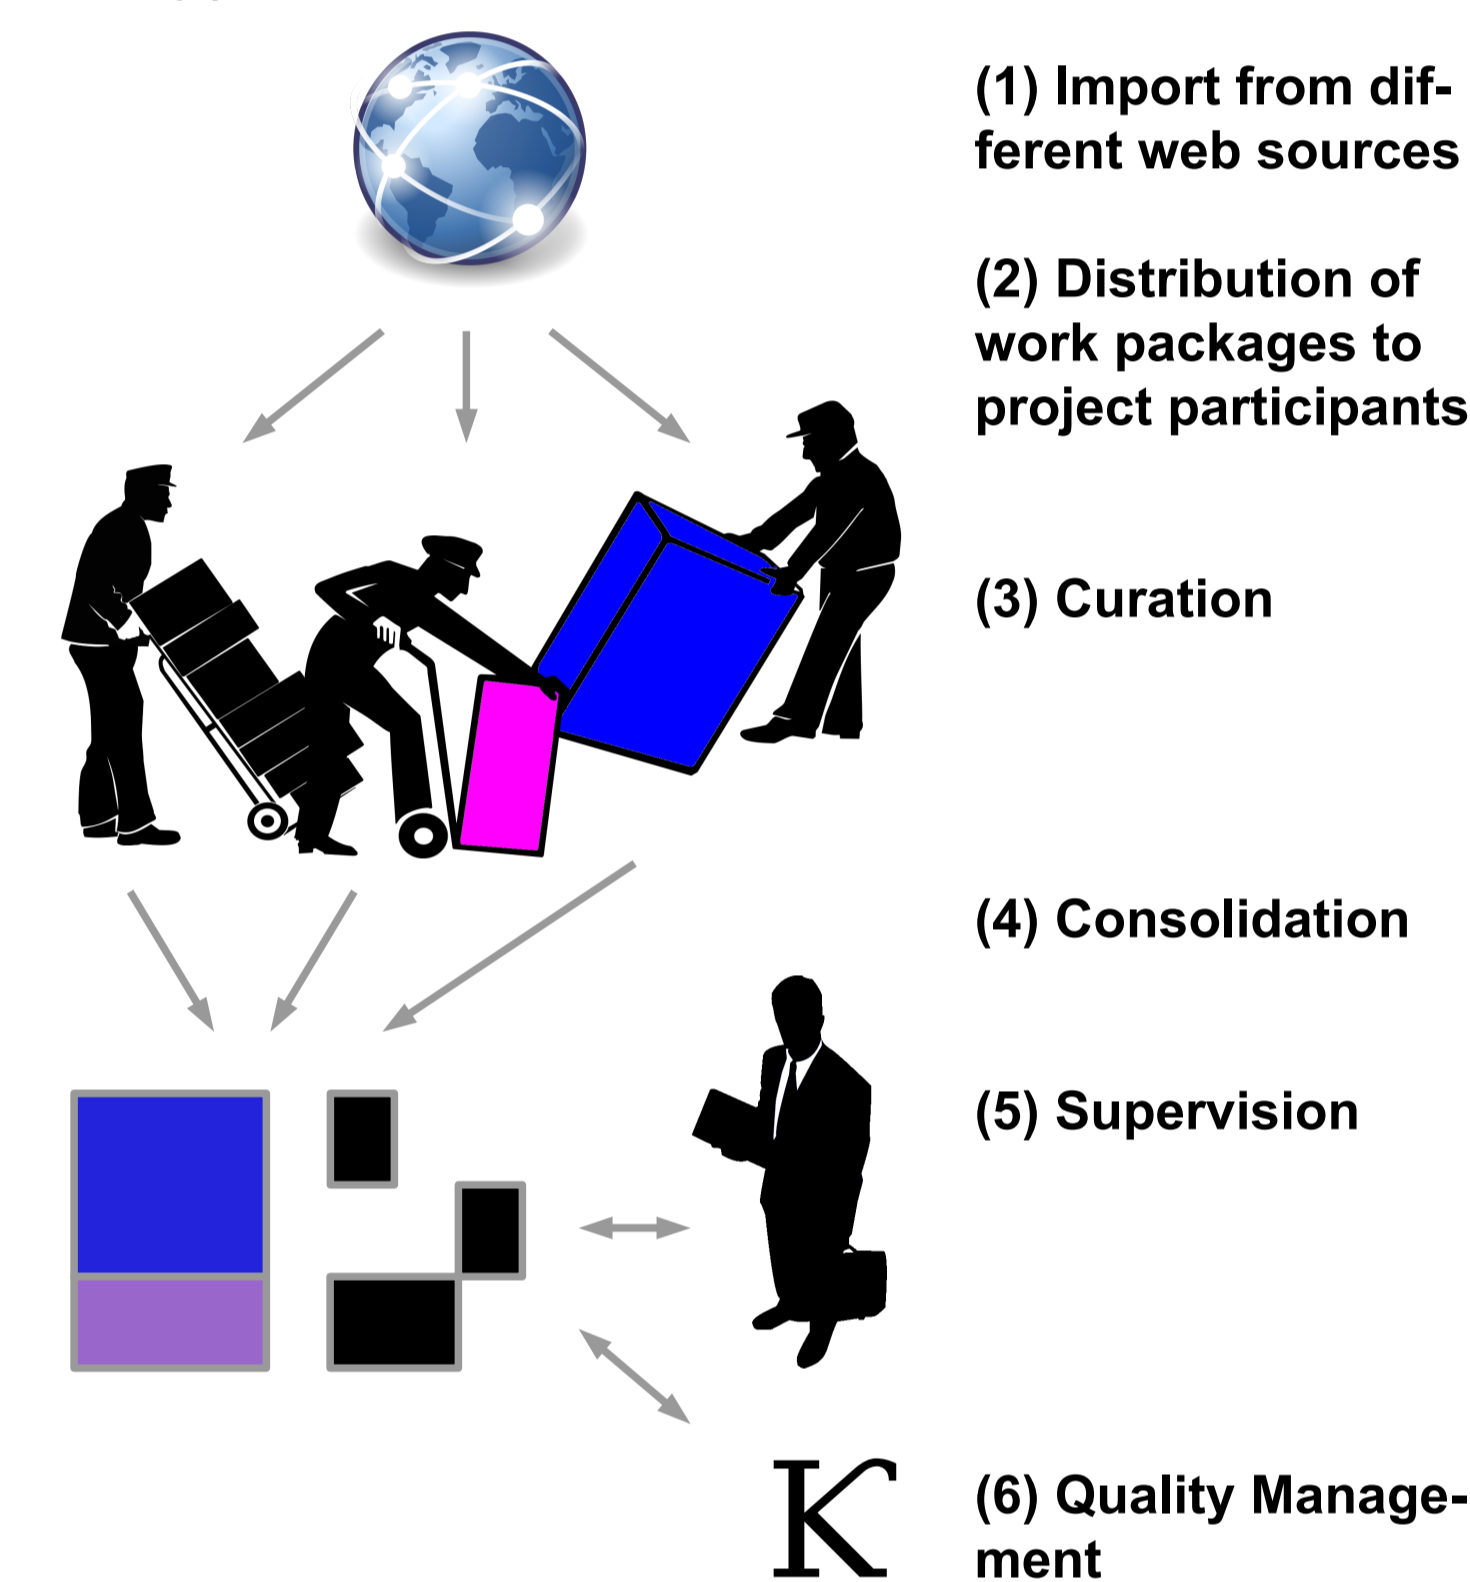 (1) Import from dif-
ferent web sources
(2) Distribution of
work packages to
project participants
(3) Curation
(4) Consolidation
(5) Supervision
K
(6) Quality Manage-
ment